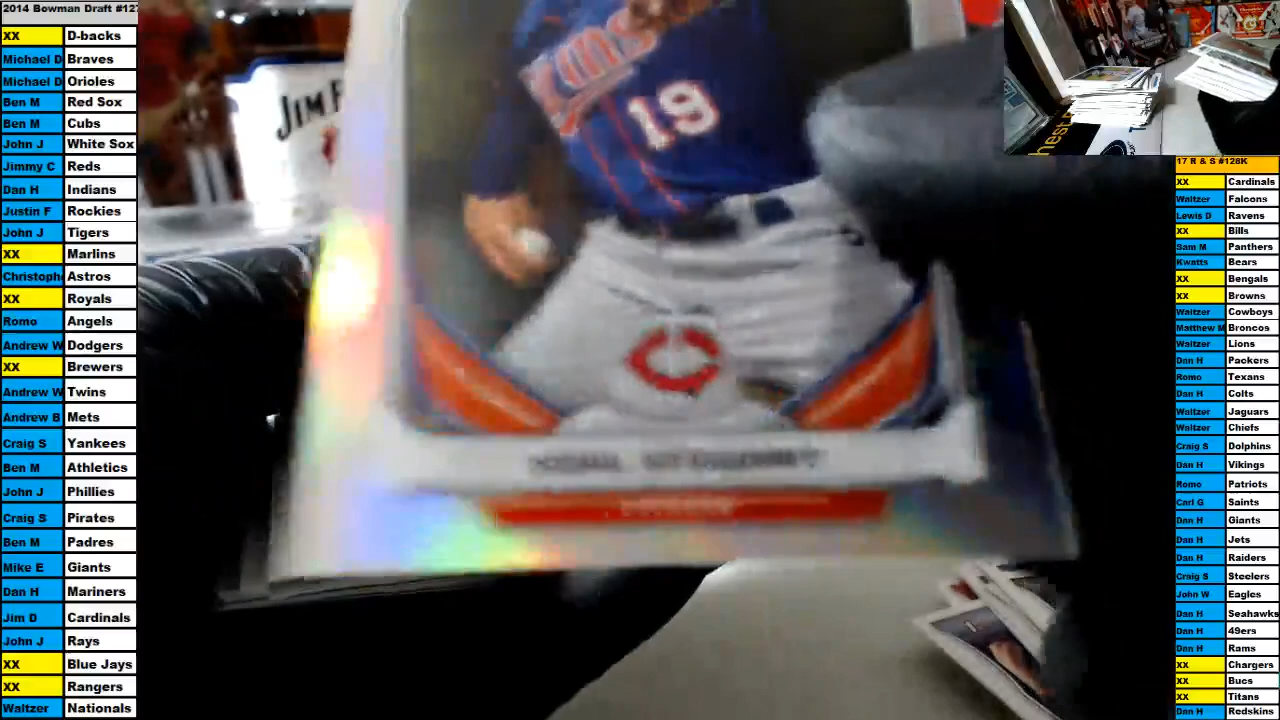 2014 Bowman Draft #127
XX D-backs
Michael D Braves
Michael D Orioles
Ben M Red Sox
Ben M Cubs
John J White Sox
Jimmy C Reds
Dan H Indians
Justin F Rockies
John J Tigers
XX Marlins
Christoph Astros
XX Royals
Romo Angels
Andrew W Dodgers
XX Brewers
Andrew W Twins
Andrew B Mets
Craig S Yankees
Ben M Athletics
John J Phillies
Craig S Pirates
Ben M Padres
Mike E Giants
Dan H Mariners
Jim D Cardinals
John J Rays
XX Blue Jays
XX Rangers
Waltzer Nationals
JIM
19
C
17 R & S #128K
XX Cardinals
Waltzer Falcons
Lewis D Ravens
XX Bills
Sam M Panthers
Kwatts Bears
XX Bengals
XX Browns
Waltzer Cowboys
Matthew M Broncos
Waltzer Lions
Dan H Packers
Romo Texans
Dan H Colts
Waltzer Jaguars
Waltzer Chiefs
Craig S Dolphins
Dan H Vikings
Romo Patriots
Carl G Saints
Dan H Giants
Dan H Jets
Dan H Raiders
Craig S Steelers
John W Eagles
Dan H Seahawks
Dan H 49ers
Dan H Rams
XX Chargers
XX Bucs
XX Titans
Dan H Redskins